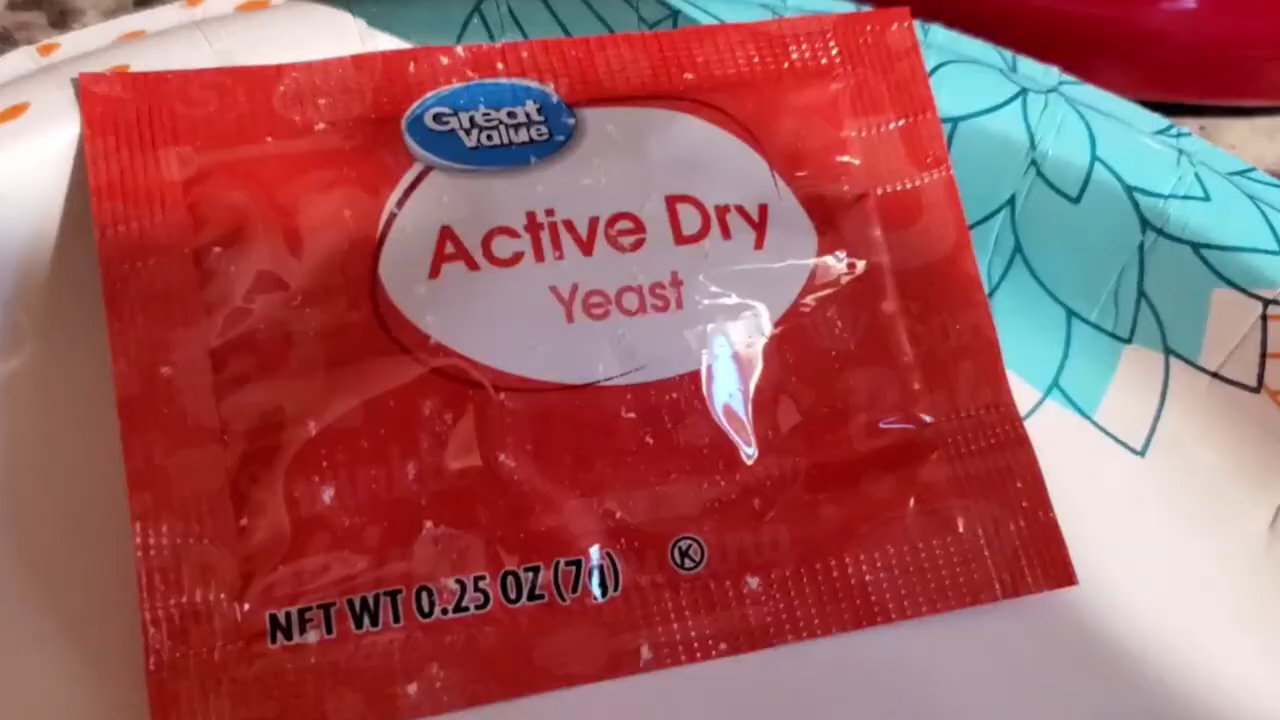 Great
Value
Active Dry
Yeast
NET WT 0.25 OZ (7g)
K